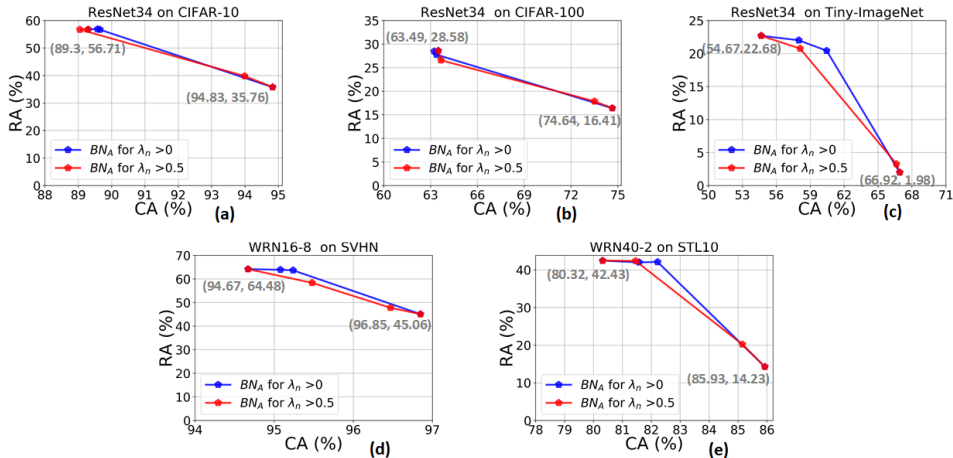 ResNet34 on CIFAR-10
RA (%)
60
50
40
30
20
10
0
(89.3, 56.71)
(94.83, 35.76)
BN_A for λ_n >0
BN_A for λ_n >0.5
88 89 90 91 92 93 94 95
CA (%)
(a)
ResNet34 on CIFAR-100
RA (%)
35
30
25
20
15
10
5
0
(63.49, 28.58)
(74.64, 16.41)
BN_A for λ_n >0
BN_A for λ_n >0.5
60 63 66 69 72 75
CA (%)
(b)
ResNet34 on Tiny-ImageNet
RA (%)
25
20
15
10
5
0
(54.67,22.68)
(66.92, 1.98)
BN_A for λ_n >0
BN_A for λ_n >0.5
50 53 56 59 62 65 68 71
CA (%)
(c)
WRN16-8 on SVHN
RA (%)
70
60
50
40
30
20
10
0
(94.67, 64.48)
(96.85, 45.06)
BN_A for λ_n >0
BN_A for λ_n >0.5
94 95 96 97
CA (%)
(d)
WRN40-2 on STL10
RA (%)
40
30
20
10
0
(80.32, 42.43)
(85.93, 14.23)
BN_A for λ_n >0
BN_A for λ_n >0.5
78 79 80 81 82 83 84 85 86
CA (%)
(e)